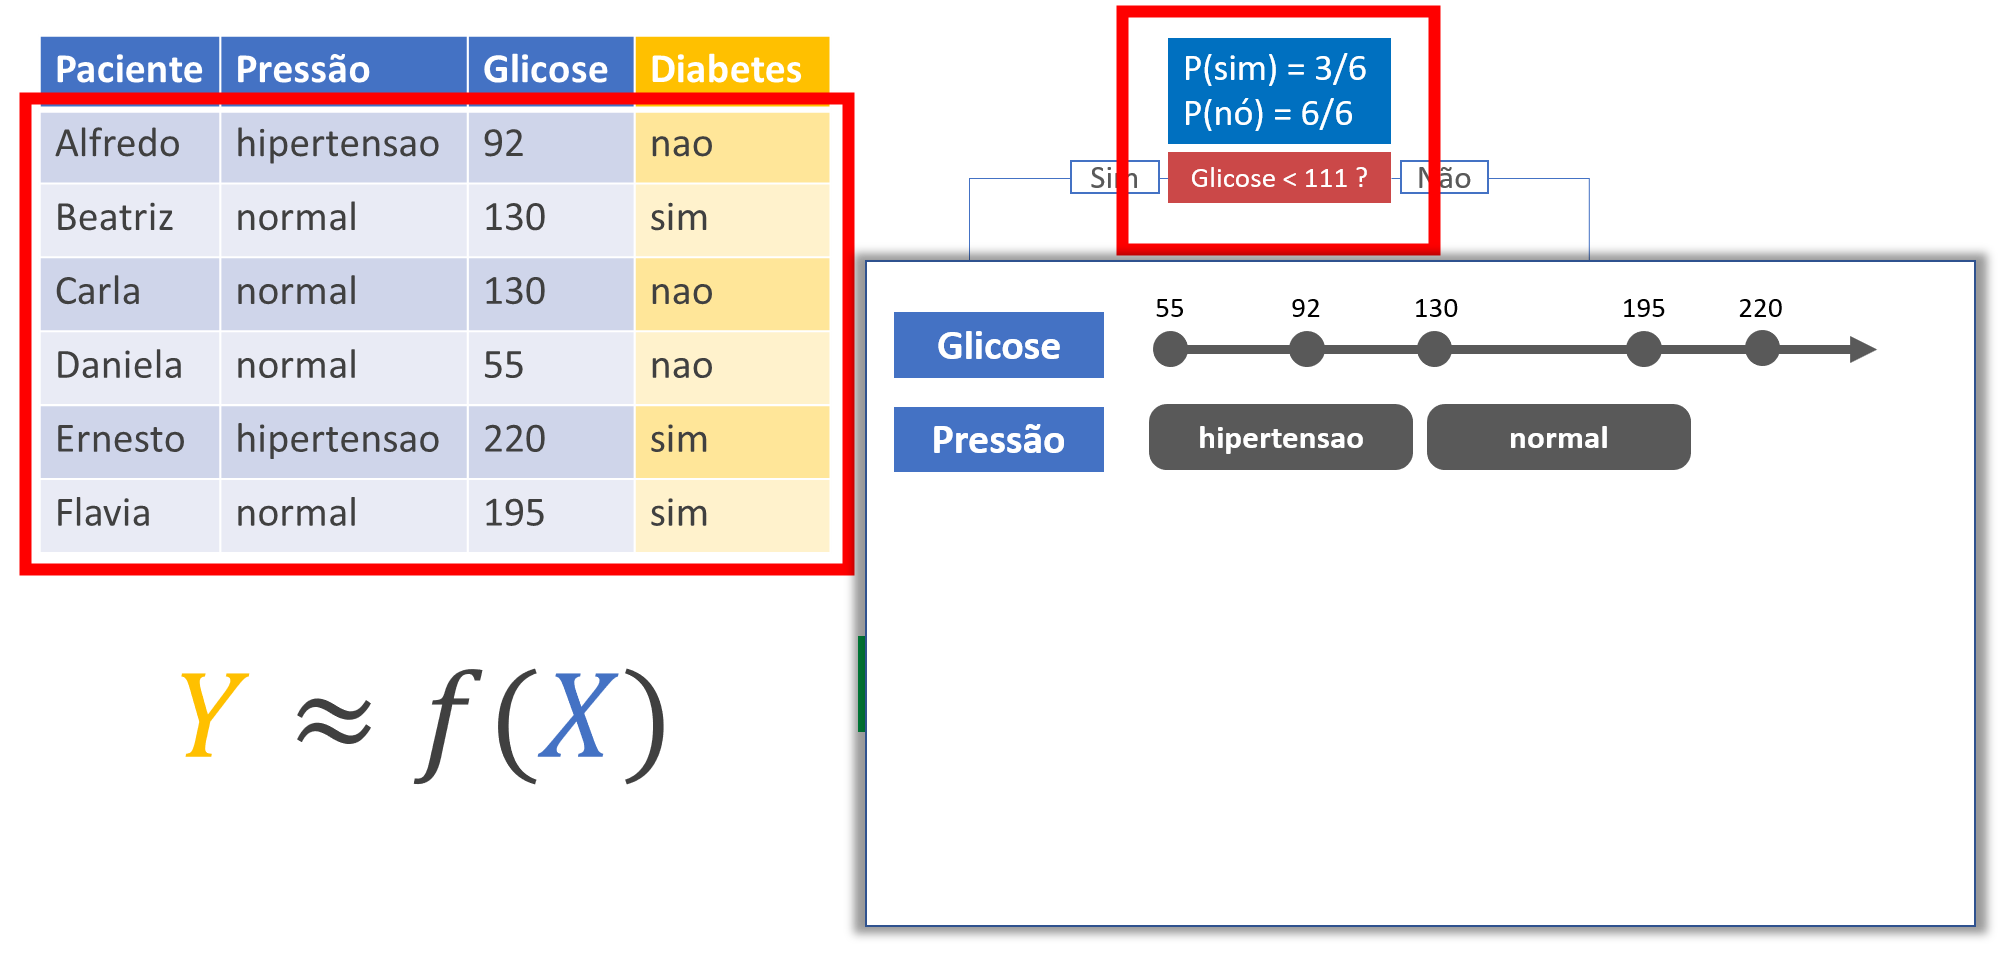 Paciente Pressão Glicose Diabetes
Alfredo hipertensao 92 nao
Beatriz normal 130 sim
Carla normal 130 nao
Daniela normal 55 nao
Ernesto hipertensao 220 sim
Flavia normal 195 sim
Y ≈ f(X)
P(sim) = 3/6
P(nó) = 6/6
Sim Glicose < 111 ? Não
55 92 130 195 220
Glicose
Pressão hipertensao normal